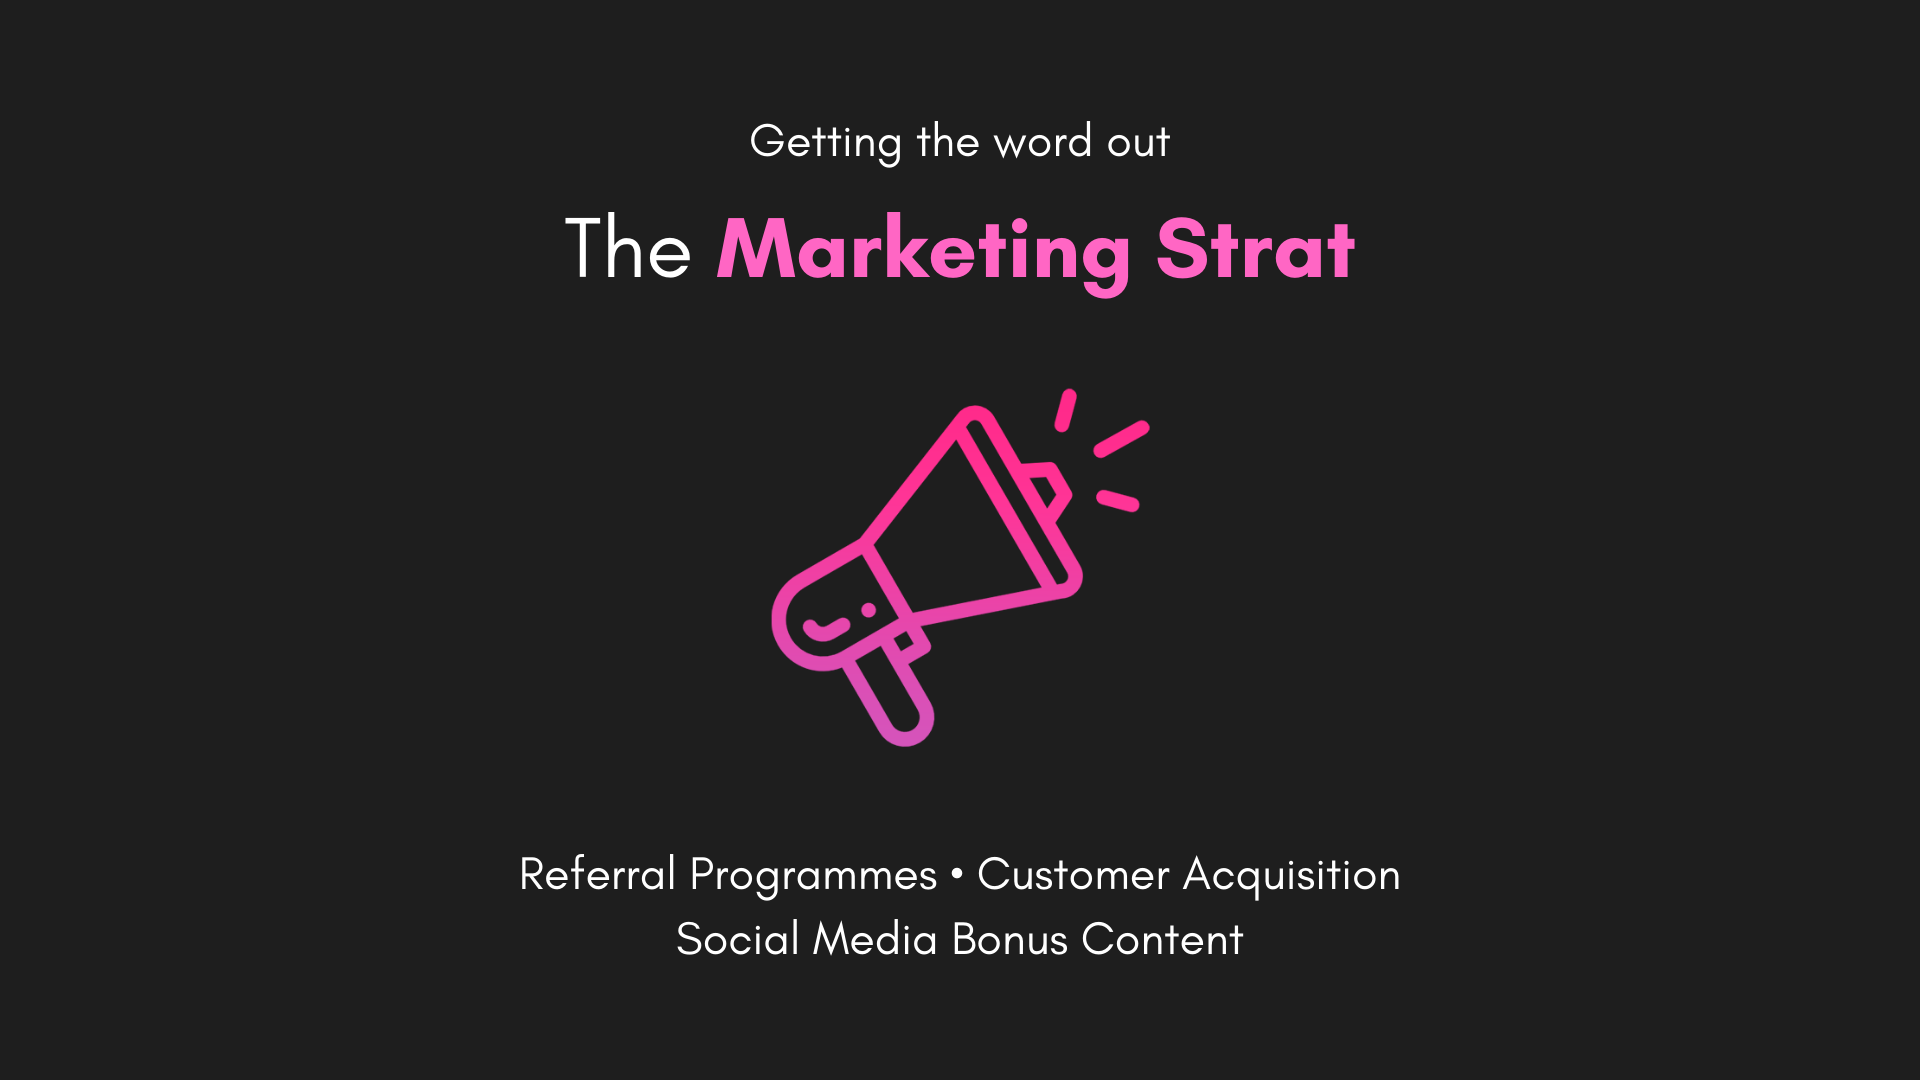 Getting the word out
The Marketing Strat
Referral Programmes • Customer Acquisition
Social Media Bonus Content